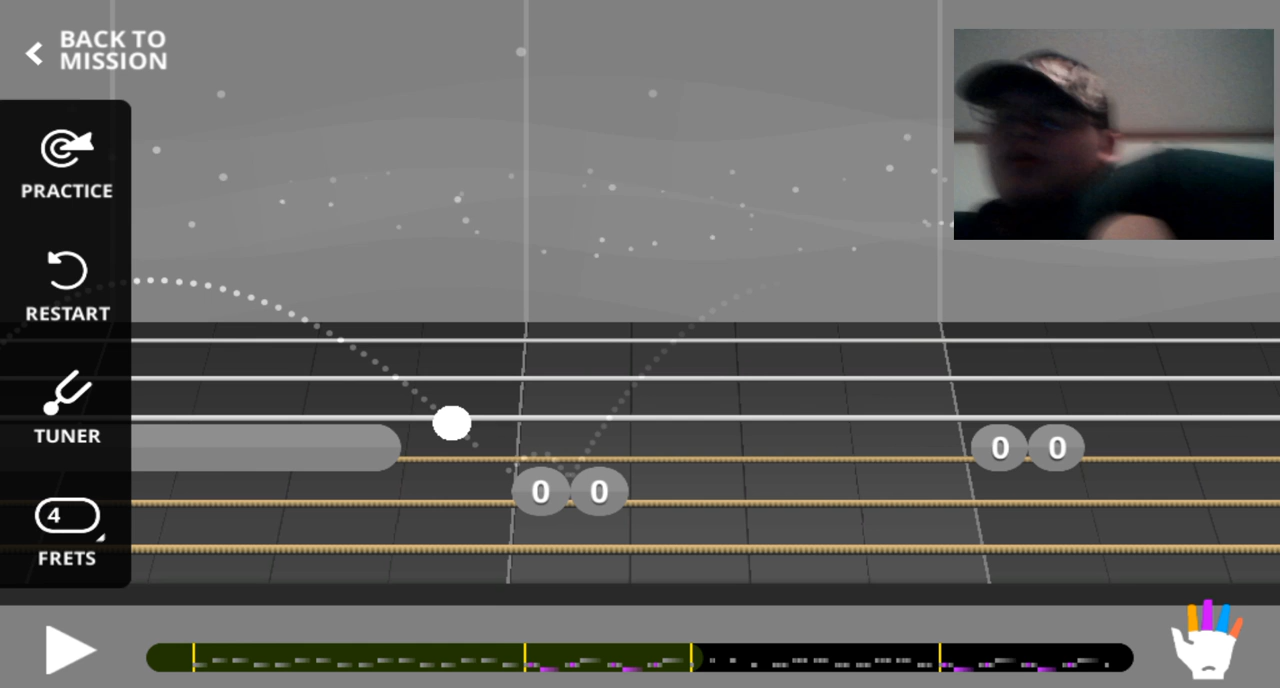 BACK TO
MISSION
PRACTICE
RESTART
TUNER
4
FRETS
0 0
0 0